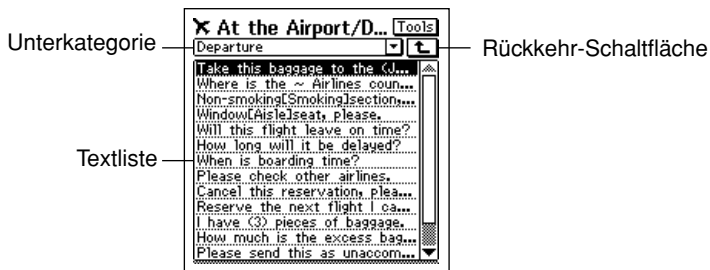 At the Airport/D... Tools
Unterkategorie
Departure
Rückkehr-Schaltfläche
Take this baggage to the (J...
Where is the ~ Airlines coun...
Non-smoking[Smoking]section,...
Window[Aisle]seat, please.
Will this flight leave on time?
How long will it be delayed?
Textliste
When is boarding time?
Please check other airlines.
Cancel this reservation, plea...
Reserve the next flight I ca...
I have (3) pieces of baggage.
How much is the excess bag...
Please send this as unaccom...